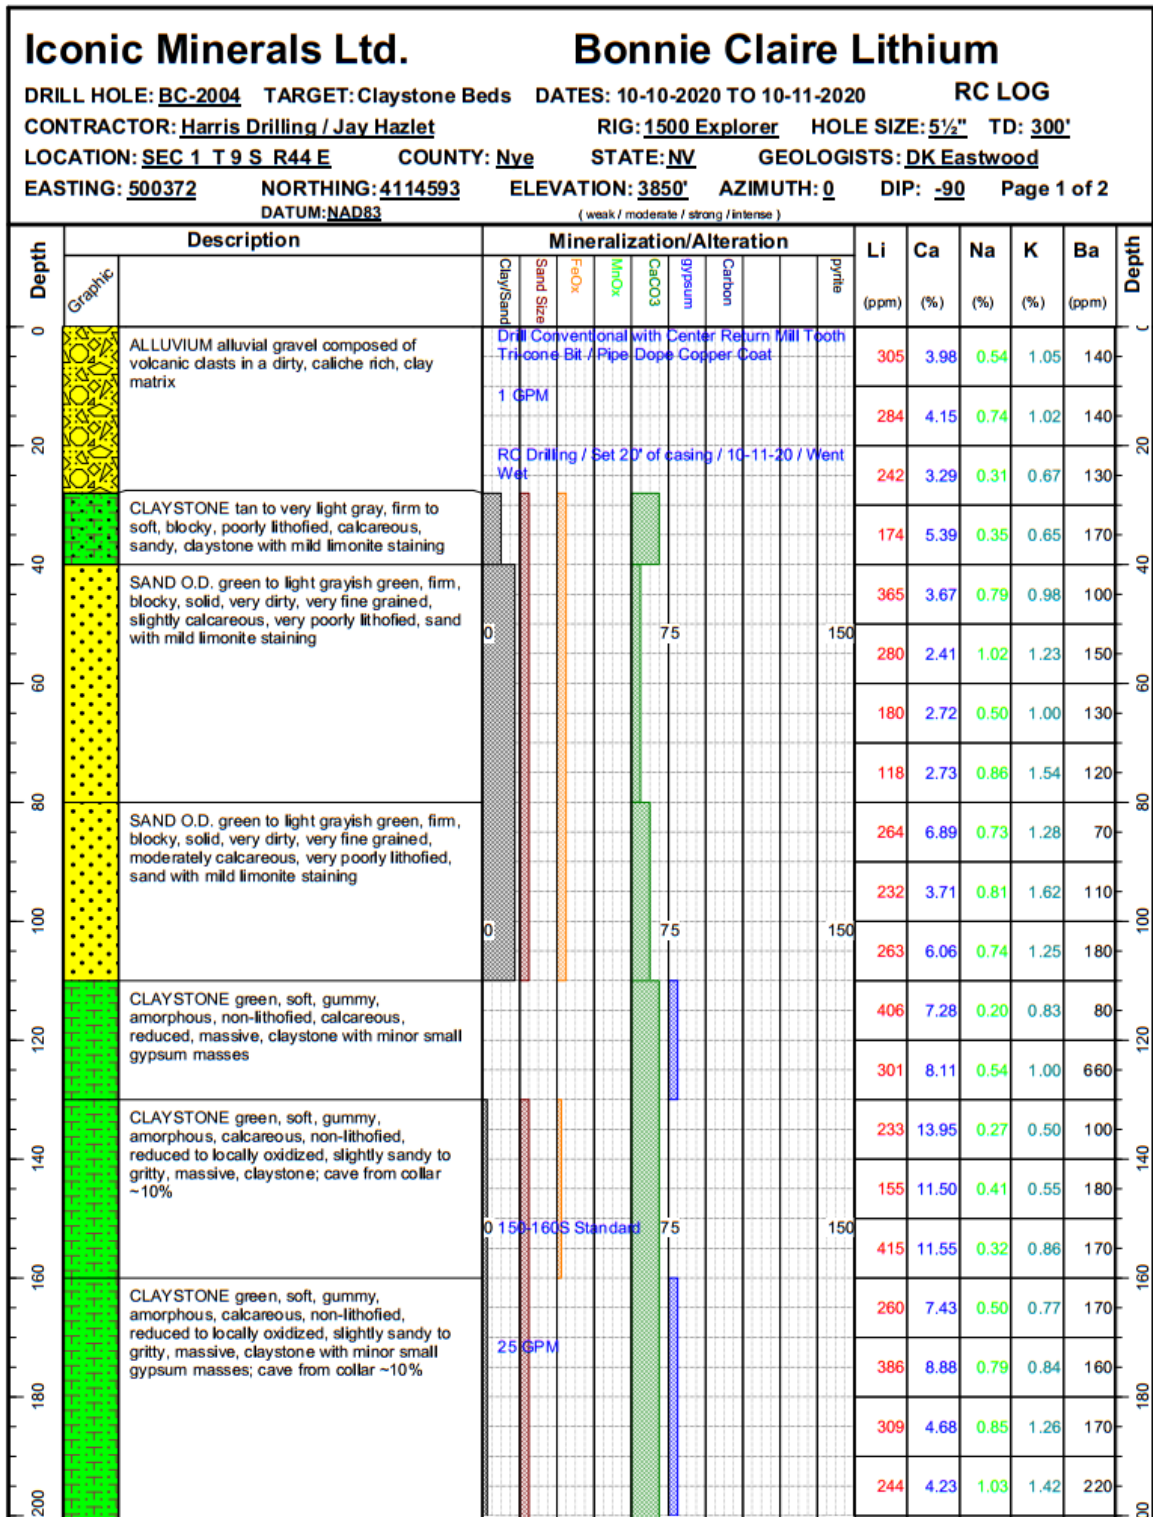 Iconic Minerals Ltd. Bonnie Claire Lithium
DRILL HOLE: BC-2004 TARGET: Claystone Beds DATES: 10-10-2020 TO 10-11-2020 RC LOG
CONTRACTOR: Harris Drilling / Jay Hazlet RIG: 1500 Explorer HOLE SIZE: 5½" TD: 300'
LOCATION: SEC 1 T 9 S R44 E COUNTY: Nye STATE: NV GEOLOGISTS: DK Eastwood
EASTING: 500372 NORTHING: 4114593 ELEVATION: 3850' AZIMUTH: 0 DIP: -90 Page 1 of 2
DATUM: NAD83 ( weak / moderate / strong / intense )
Depth Description Mineralization/Alteration Li Ca Na K Ba Depth
Graphic Clay/Sand Sand Size FeOx MnOx CaCO3 gypsum Carbon pyrite (ppm) (%) (%) (%) (ppm)
0
ALLUVIUM alluvial gravel composed of
volcanic clasts in a dirty, caliche rich, clay
matrix
Drill Conventional with Center Return Mill Tooth
Tri-cone Bit / Pipe Dope Copper Coat
305 3.98 0.54 1.05 140
1 GPM
284 4.15 0.74 1.02 140
20 20
RC Drilling / Set 20' of casing / 10-11-20 / Went
Wet
242 3.29 0.31 0.67 130
CLAYSTONE tan to very light gray, firm to
soft, blocky, poorly lithofied, calcareous,
sandy, claystone with mild limonite staining
174 5.39 0.35 0.65 170
40 40
SAND O.D. green to light grayish green, firm,
blocky, solid, very dirty, very fine grained,
slightly calcareous, very poorly lithofied, sand
with mild limonite staining
365 3.67 0.79 0.98 100
0 75 150
280 2.41 1.02 1.23 150
60 60
180 2.72 0.50 1.00 130
118 2.73 0.86 1.54 120
80 80
SAND O.D. green to light grayish green, firm,
blocky, solid, very dirty, very fine grained,
moderately calcareous, very poorly lithofied,
sand with mild limonite staining
264 6.89 0.73 1.28 70
232 3.71 0.81 1.62 110
100 100
0 75 150
263 6.06 0.74 1.25 180
CLAYSTONE green, soft, gummy,
amorphous, non-lithofied, calcareous,
reduced, massive, claystone with minor small
gypsum masses
406 7.28 0.20 0.83 80
120 120
301 8.11 0.54 1.00 660
CLAYSTONE green, soft, gummy,
amorphous, calcareous, non-lithofied,
reduced to locally oxidized, slightly sandy to
gritty, massive, claystone; cave from collar
~10%
233 13.95 0.27 0.50 100
140 140
155 11.50 0.41 0.55 180
0 150-160S Standard 75 150
415 11.55 0.32 0.86 170
160 160
CLAYSTONE green, soft, gummy,
amorphous, calcareous, non-lithofied,
reduced to locally oxidized, slightly sandy to
gritty, massive, claystone with minor small
gypsum masses; cave from collar ~10%
260 7.43 0.50 0.77 170
25 GPM
386 8.88 0.79 0.84 160
180 180
309 4.68 0.85 1.26 170
244 4.23 1.03 1.42 220
200